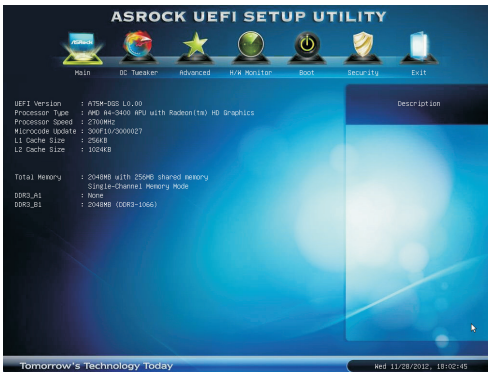 ASROCK UEFI SETUP UTILITY
ASRock
Main OC Tweaker Advanced H/W Monitor Boot Security Exit
UEFI Version : A75M-DGS L0.00
Processor Type : AMD A4-3400 APU with Radeon(tm) HD Graphics
Processor Speed : 2700MHz
Microcode Update : 300F10/3000027
L1 Cache Size : 256KB
L2 Cache Size : 1024KB
Total Memory : 2048MB with 256MB shared memory
Single-Channel Memory Mode
DDR3_A1 : None
DDR3_B1 : 2048MB (DDR3-1066)
Description
Tomorrow's Technology Today
Wed 11/28/2012, 18:02:45